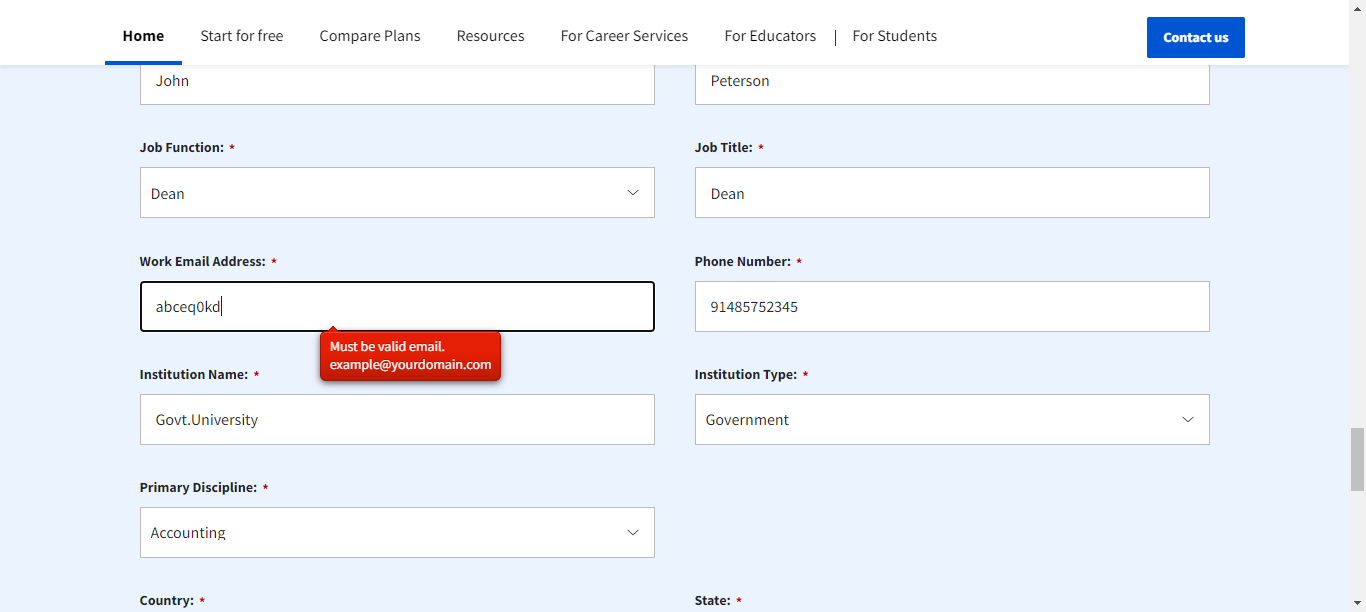 Home Start for free Compare Plans Resources For Career Services For Educators | For Students Contact us
John Peterson
Job Function: * Job Title: *
Dean Dean
Work Email Address: * Phone Number: *
abceq0kd 91485752345
Must be valid email.
example@yourdomain.com
Institution Name: * Institution Type: *
Govt.University Government
Primary Discipline: *
Accounting
Country: * State: *